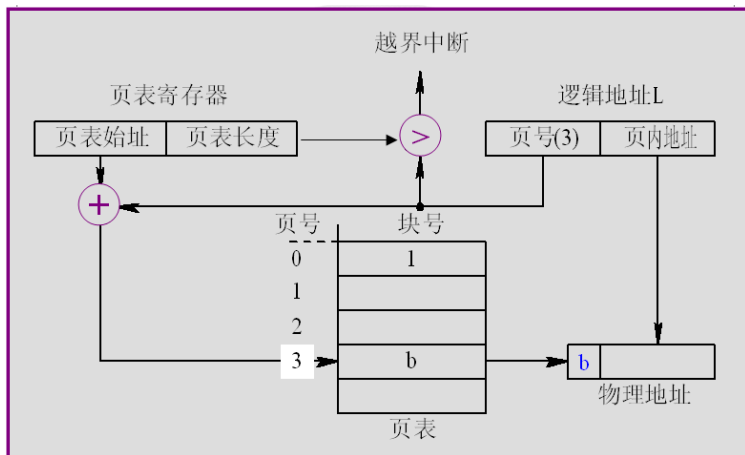 越界中断
页表寄存器
逻辑地址L
页表始址 页表长度
>
页号(3) 页内地址
+
页号 块号
0 1
1
2
3 b
b
物理地址
页表